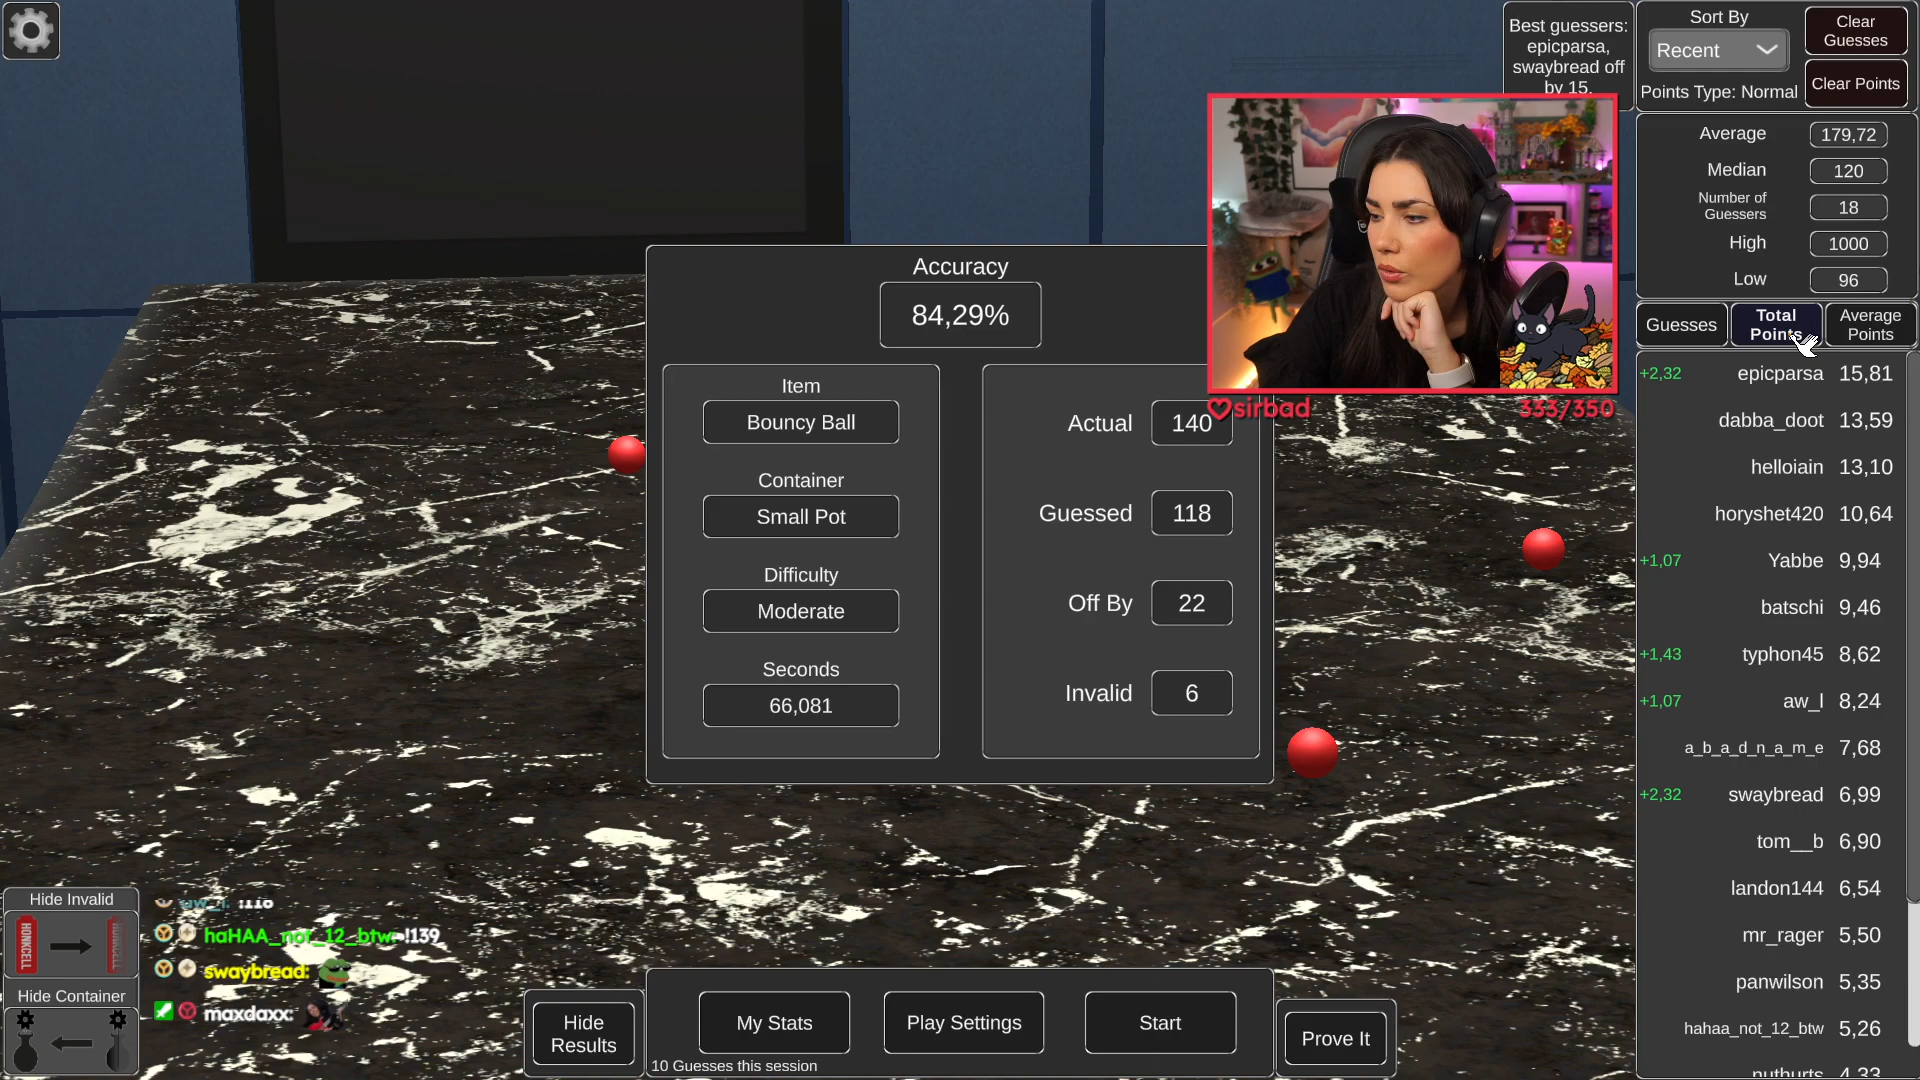 Best guessers:
epicparsa,
swaybread off
by 15.
Sort By
Recent
Points Type: Normal
Clear
Guesses
Clear Points
Average 179,72
Median 120
Number of
Guessers 18
High 1000
Low 96
Guesses
Total
Points
Average
Points
+2,32 epicparsa 15,81
dabba_doot 13,59
helloiain 13,10
horyshet420 10,64
+1,07 Yabbe 9,94
batschi 9,46
+1,43 typhon45 8,62
+1,07 aw_l 8,24
a_b_a_d_n_a_m_e 7,68
+2,32 swaybread 6,99
tom__b 6,90
landon144 6,54
mr_rager 5,50
panwilson 5,35
hahaa_not_12_btw 5,26
nuthurts 4,33
sirbad 333/350
Accuracy
84,29%
Item
Bouncy Ball
Container
Small Pot
Difficulty
Moderate
Seconds
66,081
Actual 140
Guessed 118
Off By 22
Invalid 6
Hide Invalid
HONKCELL
Hide Container
haHAA_not_12_btw: !139
swaybread:
maxdaxx:
Hide
Results
My Stats
Play Settings
Start
Prove It
10 Guesses this session